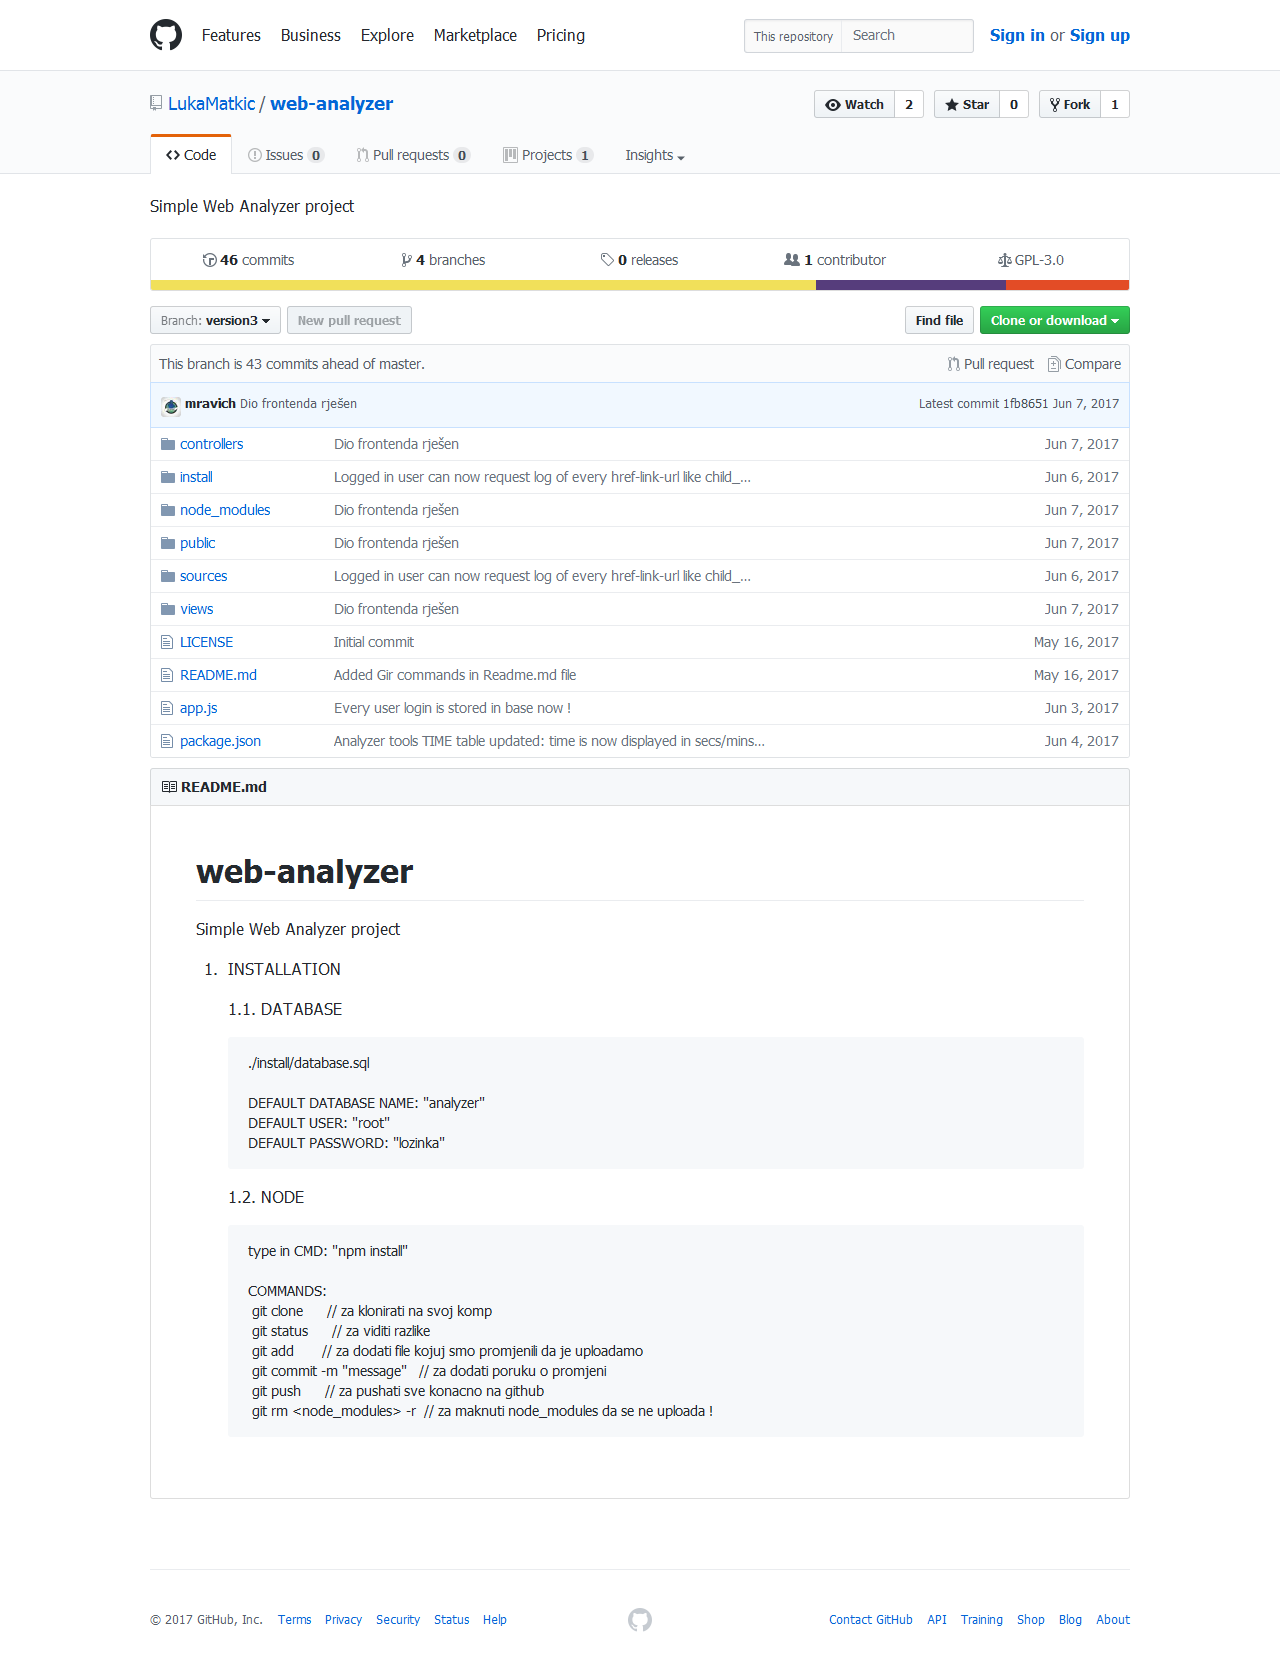 Features Business Explore Marketplace Pricing This repository Search Sign in or Sign up
LukaMatkic / web-analyzer Watch 2 Star 0 Fork 1
Code Issues 0 Pull requests 0 Projects 1 Insights
Simple Web Analyzer project
46 commits 4 branches 0 releases 1 contributor GPL-3.0
Branch: version3 New pull request Find file Clone or download
This branch is 43 commits ahead of master. Pull request Compare
mravich Dio frontenda rješen Latest commit 1fb8651 Jun 7, 2017
controllers Dio frontenda rješen Jun 7, 2017
install Logged in user can now request log of every href-link-url like child_... Jun 6, 2017
node_modules Dio frontenda rješen Jun 7, 2017
public Dio frontenda rješen Jun 7, 2017
sources Logged in user can now request log of every href-link-url like child_... Jun 6, 2017
views Dio frontenda rješen Jun 7, 2017
LICENSE Initial commit May 16, 2017
README.md Added Gir commands in Readme.md file May 16, 2017
app.js Every user login is stored in base now ! Jun 3, 2017
package.json Analyzer tools TIME table updated: time is now displayed in secs/mins... Jun 4, 2017
README.md
web-analyzer
Simple Web Analyzer project
1. INSTALLATION
1.1. DATABASE
./install/database.sql
DEFAULT DATABASE NAME: "analyzer"
DEFAULT USER: "root"
DEFAULT PASSWORD: "lozinka"
1.2. NODE
type in CMD: "npm install"
COMMANDS:
git clone // za klonirati na svoj komp
git status // za viditi razlike
git add // za dodati file kojuj smo promjenili da je uploadamo
git commit -m "message" // za dodati poruku o promjeni
git push // za pushati sve konacno na github
git rm <node_modules> -r // za maknuti node_modules da se ne uploada !
© 2017 GitHub, Inc. Terms Privacy Security Status Help Contact GitHub API Training Shop Blog About